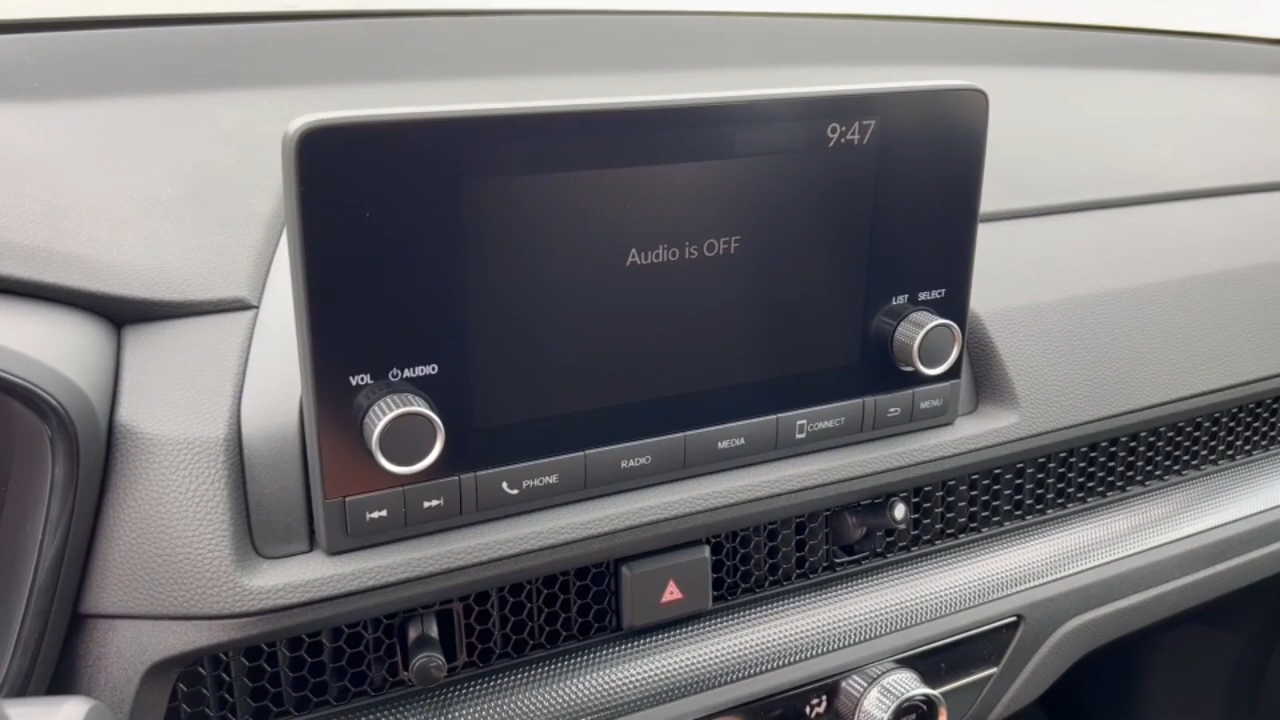 9:47
Audio is OFF
LIST SELECT
VOL AUDIO
PHONE RADIO MEDIA CONNECT MENU